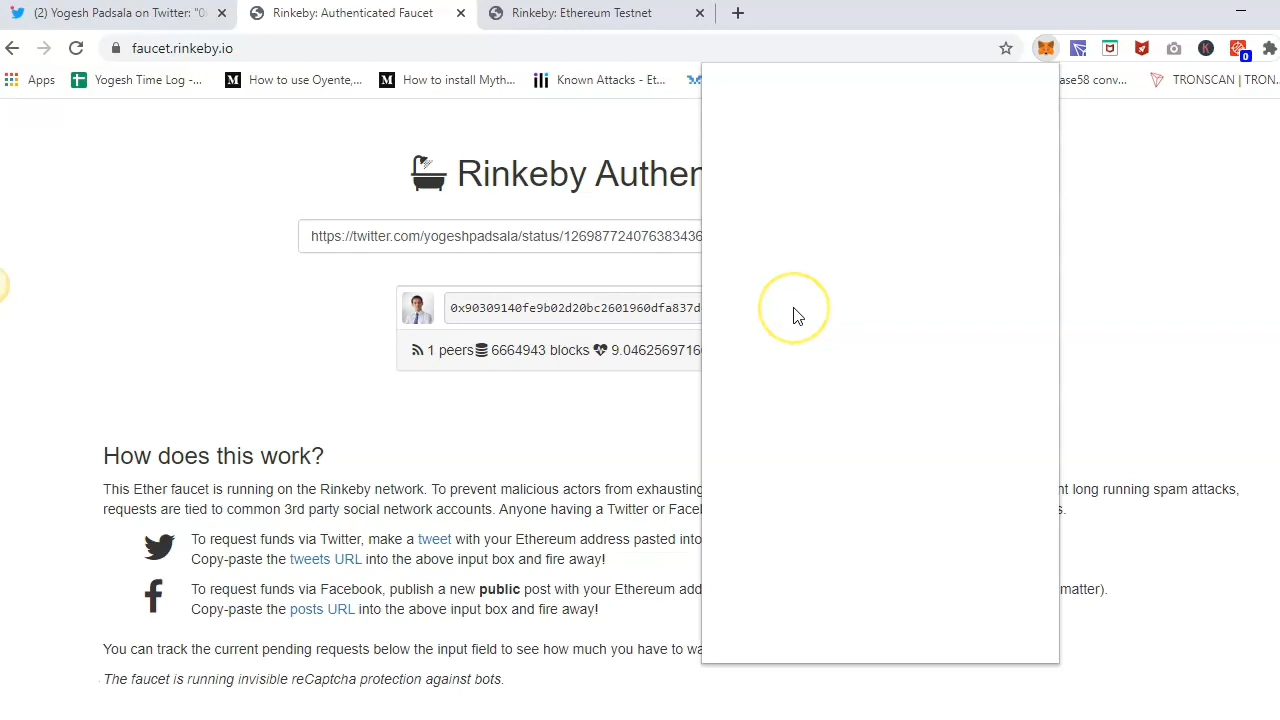 (2) Yogesh Padsala on Twitter: "0x
Rinkeby: Authenticated Faucet
Rinkeby: Ethereum Testnet
faucet.rinkeby.io
0
Apps
Yogesh Time Log -...
How to use Oyente,...
How to install Myth...
Known Attacks - Et...
ase58 conv...
TRONSCAN | TRON.
Rinkeby Authen
https://twitter.com/yogeshpadsala/status/126987724076383436
0x90309140fe9b02d20bc2601960dfa837d
1 peers 6664943 blocks 9.0462569716
How does this work?
This Ether faucet is running on the Rinkeby network. To prevent malicious actors from exhausting
nt long running spam attacks,
requests are tied to common 3rd party social network accounts. Anyone having a Twitter or Facel
s.
To request funds via Twitter, make a tweet with your Ethereum address pasted into
Copy-paste the tweets URL into the above input box and fire away!
To request funds via Facebook, publish a new public post with your Ethereum add
matter).
Copy-paste the posts URL into the above input box and fire away!
You can track the current pending requests below the input field to see how much you have to wa
The faucet is running invisible reCaptcha protection against bots.